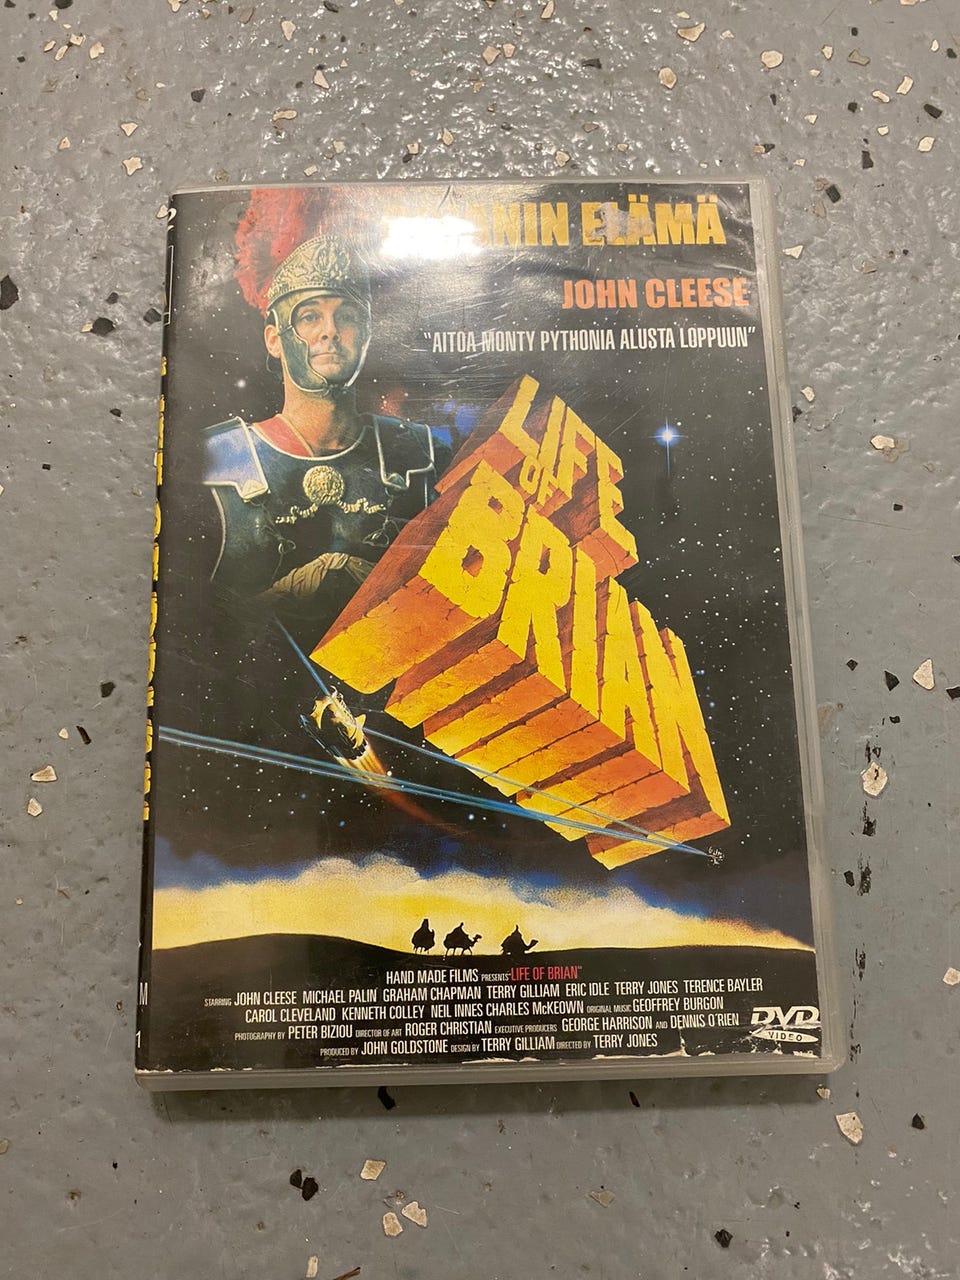 ELÄMÄ
JOHN CLEESE
"AITOA MONTY PYTHONIA ALUSTA LOPPUUN"
LIFE
OF
BRIAN
HAND MADE FILMS PRESENTS "LIFE OF BRIAN"
STARRING JOHN CLEESE MICHAEL PALIN GRAHAM CHAPMAN TERRY GILLIAM ERIC IDLE TERRY JONES TERENCE BAYLER
CAROL CLEVELAND KENNETH COLLEY NEIL INNES CHARLES McKEOWN ORIGINAL MUSIC GEOFFREY BURGON
PHOTOGRAPHY BY PETER BIZIOU DIRECTOR OF ART ROGER CHRISTIAN EXECUTIVE PRODUCERS GEORGE HARRISON AND DENNIS O'RIEN
PRODUCED BY JOHN GOLDSTONE DESIGN BY TERRY GILLIAM DIRECTED BY TERRY JONES
DVD
VIDEO